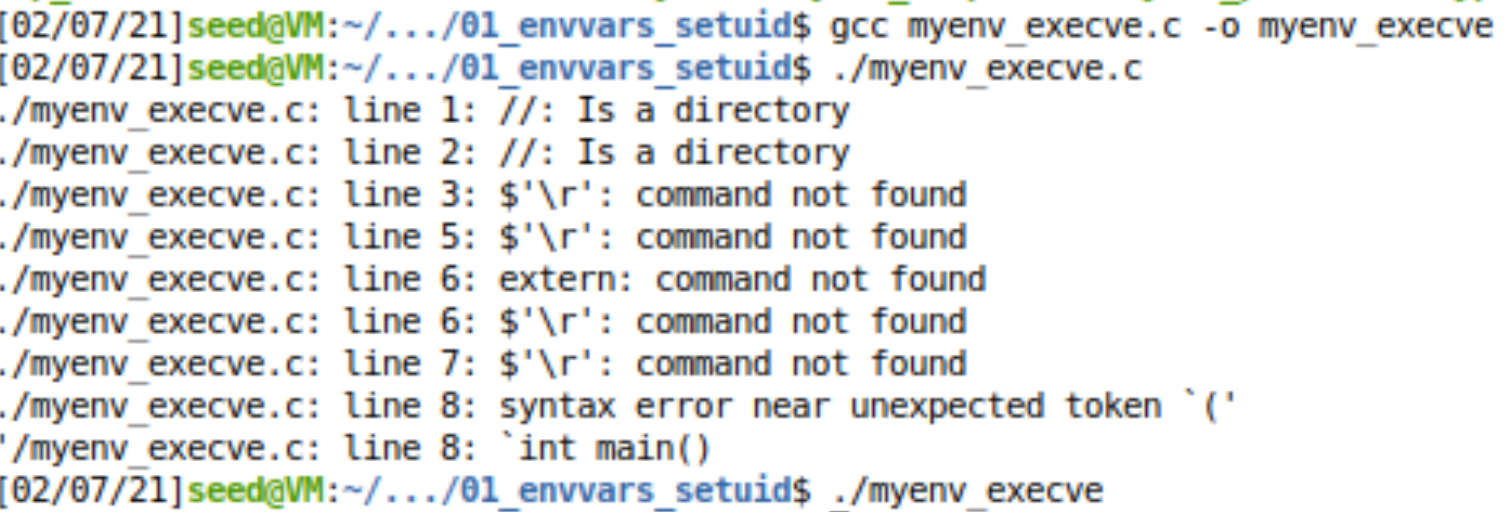 [02/07/21]seed@VM:~/.../01_envvars_setuid$ gcc myenv_execve.c -o myenv_execve
[02/07/21]seed@VM:~/.../01_envvars_setuid$ ./myenv_execve.c
./myenv_execve.c: line 1: //: Is a directory
./myenv_execve.c: line 2: //: Is a directory
./myenv_execve.c: line 3: $'\r': command not found
./myenv_execve.c: line 5: $'\r': command not found
./myenv_execve.c: line 6: extern: command not found
./myenv_execve.c: line 6: $'\r': command not found
./myenv_execve.c: line 7: $'\r': command not found
./myenv_execve.c: line 8: syntax error near unexpected token `('
'/myenv_execve.c: line 8: `int main()
[02/07/21]seed@VM:~/.../01_envvars_setuid$ ./myenv_execve